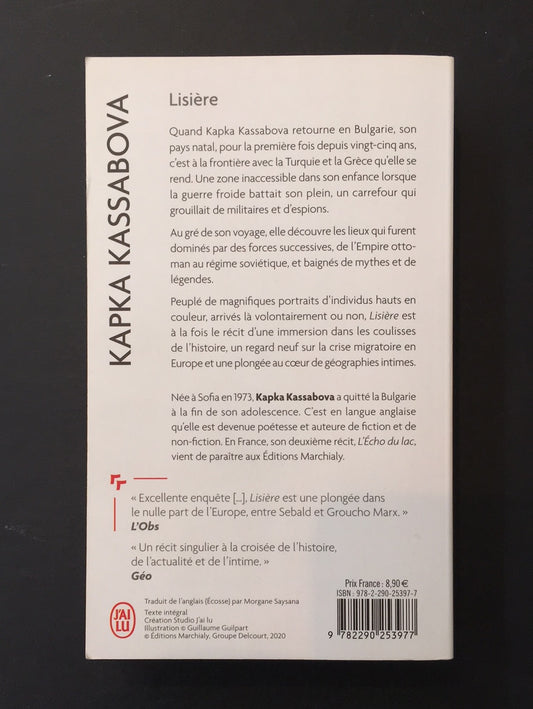 KAPKA KASSABOVA
Lisière
Quand Kapka Kassabova retourne en Bulgarie, son
pays natal, pour la première fois depuis vingt-cinq ans,
c'est à la frontière avec la Turquie et la Grèce qu'elle se
rend. Une zone inaccessible dans son enfance lorsque
la guerre froide battait son plein, un carrefour qui
grouillait de militaires et d'espions.
Au gré de son voyage, elle découvre les lieux qui furent
dominés par des forces successives, de l'Empire otto-
man au régime soviétique, et baignés de mythes et de
légendes.
Peuplé de magnifiques portraits d'individus hauts en
couleur, arrivés là volontairement ou non, Lisière est
à la fois le récit d'une immersion dans les coulisses
de l'histoire, un regard neuf sur la crise migratoire en
Europe et une plongée au cœur de géographies intimes.
Née à Sofia en 1973, Kapka Kassabova a quitté la Bulgarie
à la fin de son adolescence. C'est en langue anglaise
qu'elle est devenue poétesse et auteure de fiction et de
non-fiction. En France, son deuxième récit, L'Écho du lac,
vient de paraître aux Éditions Marchialy.
« Excellente enquête [...], Lisière est une plongée dans
le nulle part de l'Europe, entre Sebald et Groucho Marx. »
L'Obs
« Un récit singulier à la croisée de l'histoire,
de l'actualité et de l'intime. »
Géo
Traduit de l'anglais (Écosse) par Morgane Saysana
Texte intégral
Création Studio J'ai lu
Illustration © Guillaume Guilpart
© Éditions Marchialy, Groupe Delcourt, 2020
J'AI
LU
Prix France : 8,90 €
ISBN : 978-2-290-25397-7
9 782290 253977